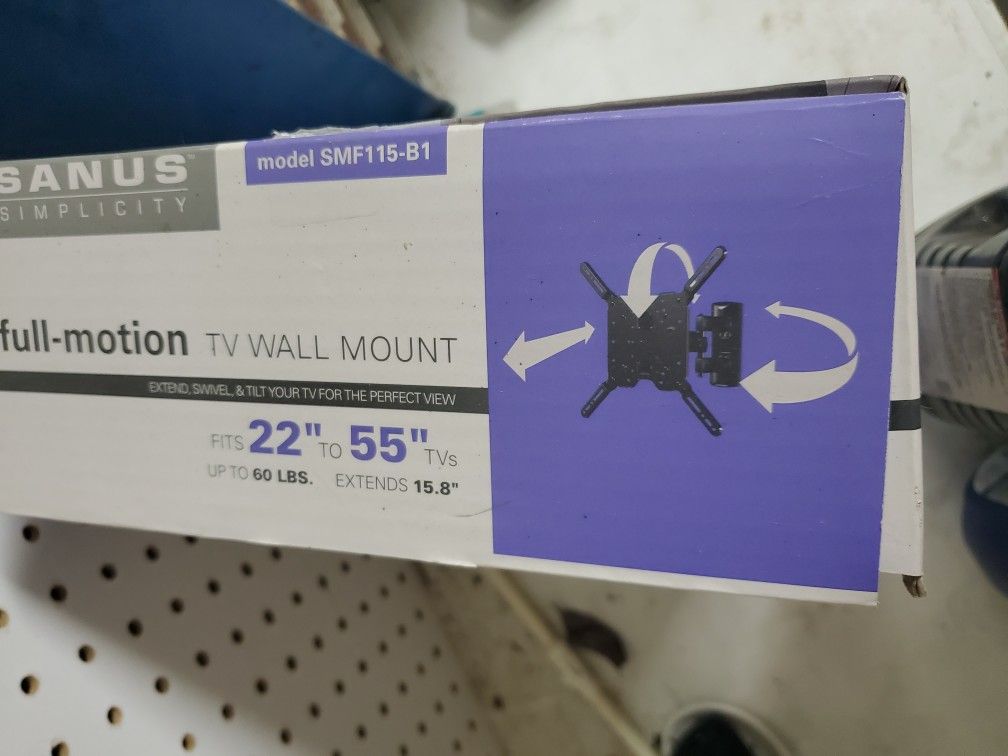 SANUS™
SIMPLICITY
model SMF115-B1
full-motion TV WALL MOUNT
EXTEND, SWIVEL, & TILT YOUR TV FOR THE PERFECT VIEW
FITS 22" TO 55" TVs
UP TO 60 LBS. EXTENDS 15.8"